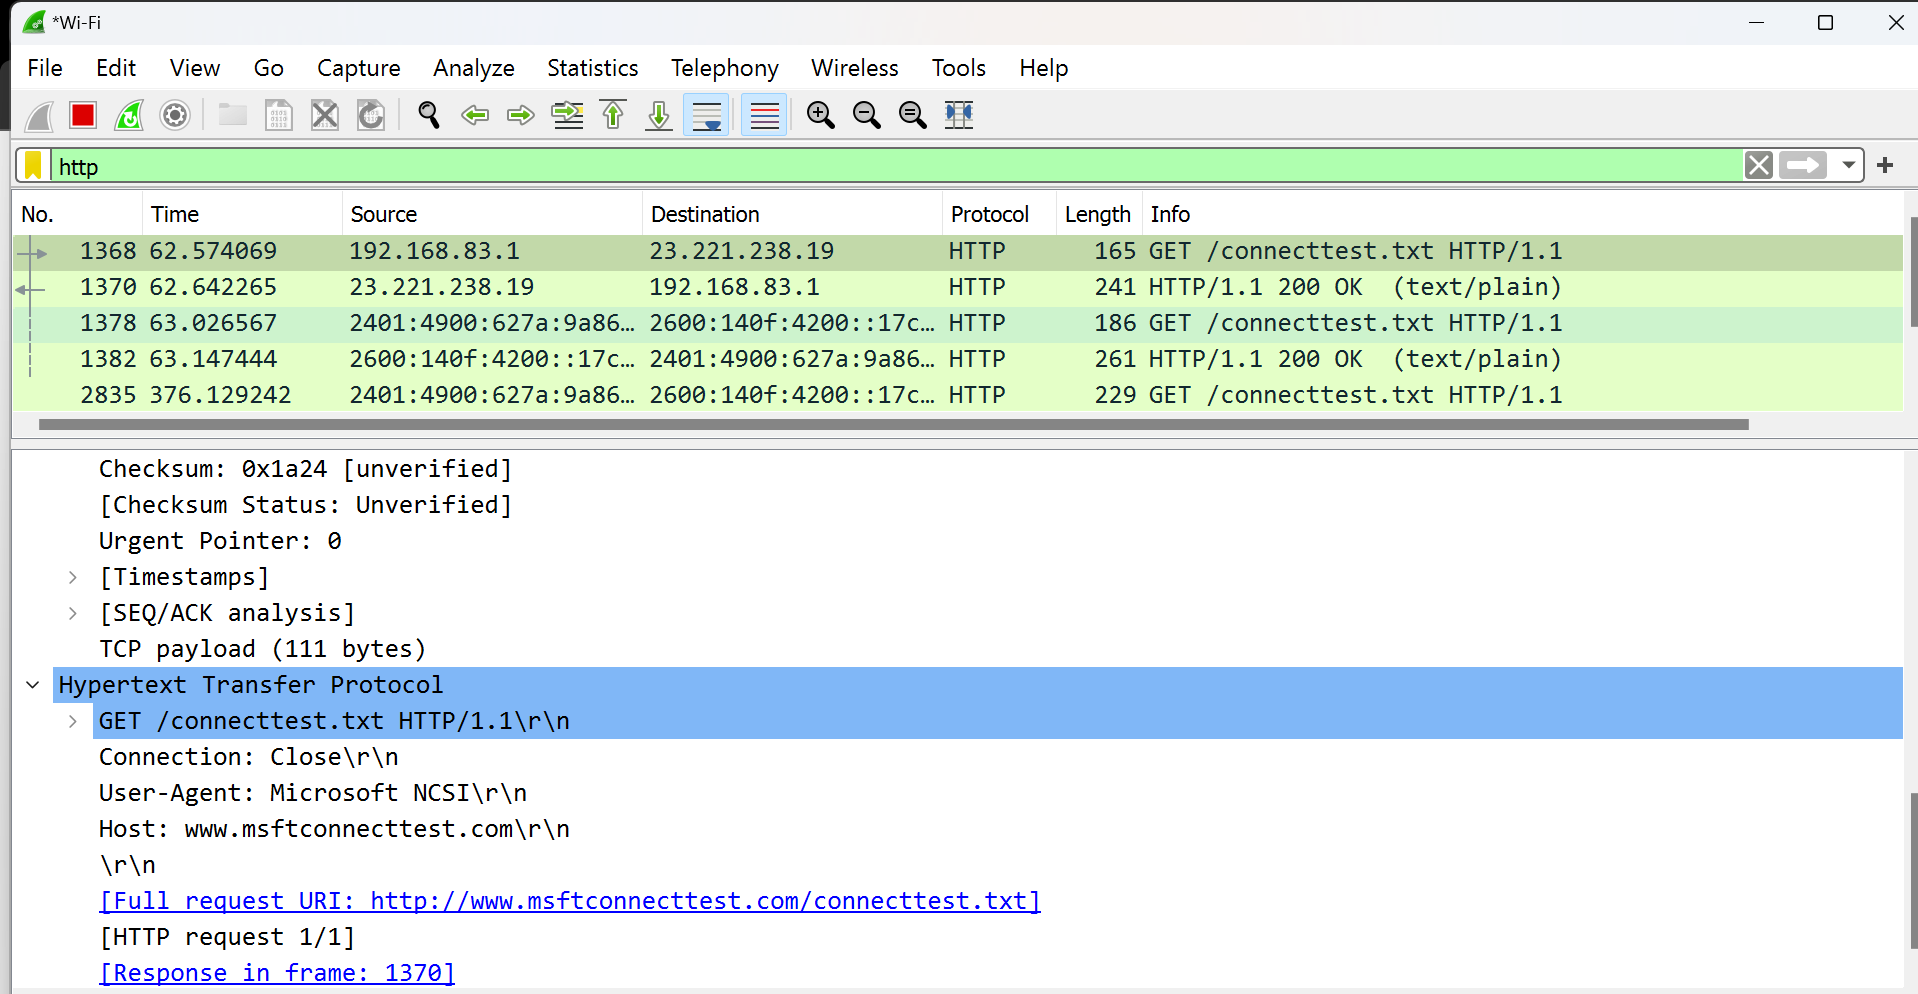 *Wi-Fi
File Edit View Go Capture Analyze Statistics Telephony Wireless Tools Help
http
No. Time Source Destination Protocol Length Info
1368 62.574069 192.168.83.1 23.221.238.19 HTTP 165 GET /connecttest.txt HTTP/1.1
1370 62.642265 23.221.238.19 192.168.83.1 HTTP 241 HTTP/1.1 200 OK (text/plain)
1378 63.026567 2401:4900:627a:9a86… 2600:140f:4200::17c… HTTP 186 GET /connecttest.txt HTTP/1.1
1382 63.147444 2600:140f:4200::17c… 2401:4900:627a:9a86… HTTP 261 HTTP/1.1 200 OK (text/plain)
2835 376.129242 2401:4900:627a:9a86… 2600:140f:4200::17c… HTTP 229 GET /connecttest.txt HTTP/1.1
Checksum: 0x1a24 [unverified]
[Checksum Status: Unverified]
Urgent Pointer: 0
[Timestamps]
[SEQ/ACK analysis]
TCP payload (111 bytes)
Hypertext Transfer Protocol
GET /connecttest.txt HTTP/1.1\r\n
Connection: Close\r\n
User-Agent: Microsoft NCSI\r\n
Host: www.msftconnecttest.com\r\n
\r\n
[Full request URI: http://www.msftconnecttest.com/connecttest.txt]
[HTTP request 1/1]
[Response in frame: 1370]